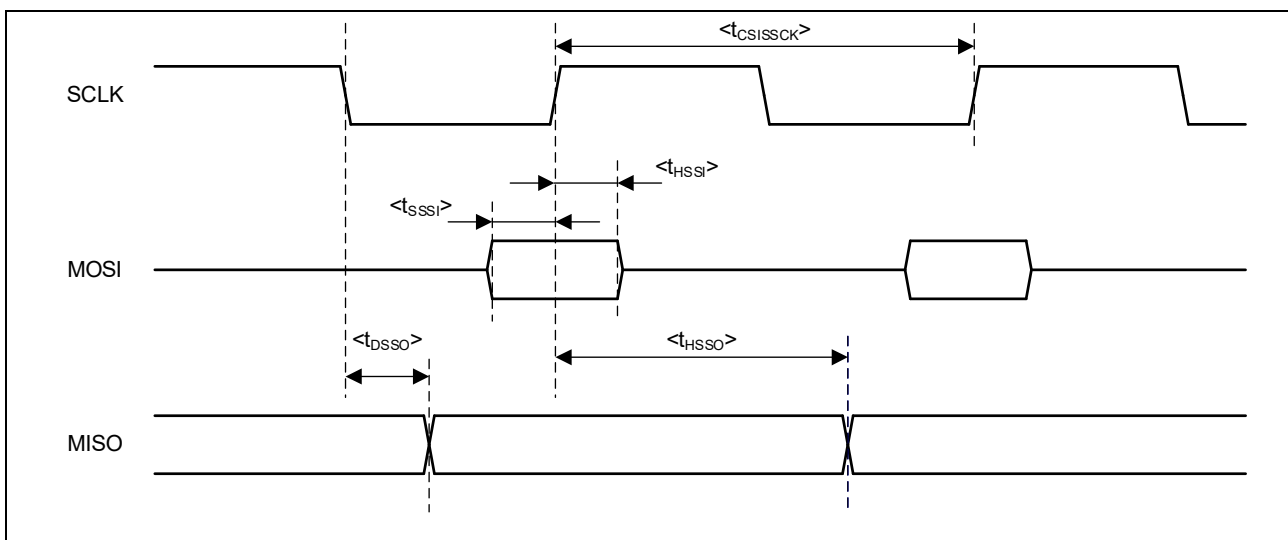 <tCSISSCK>
SCLK
<tHSSI>
<tSSSI>
MOSI
<tDSSO>
<tHSSO>
MISO